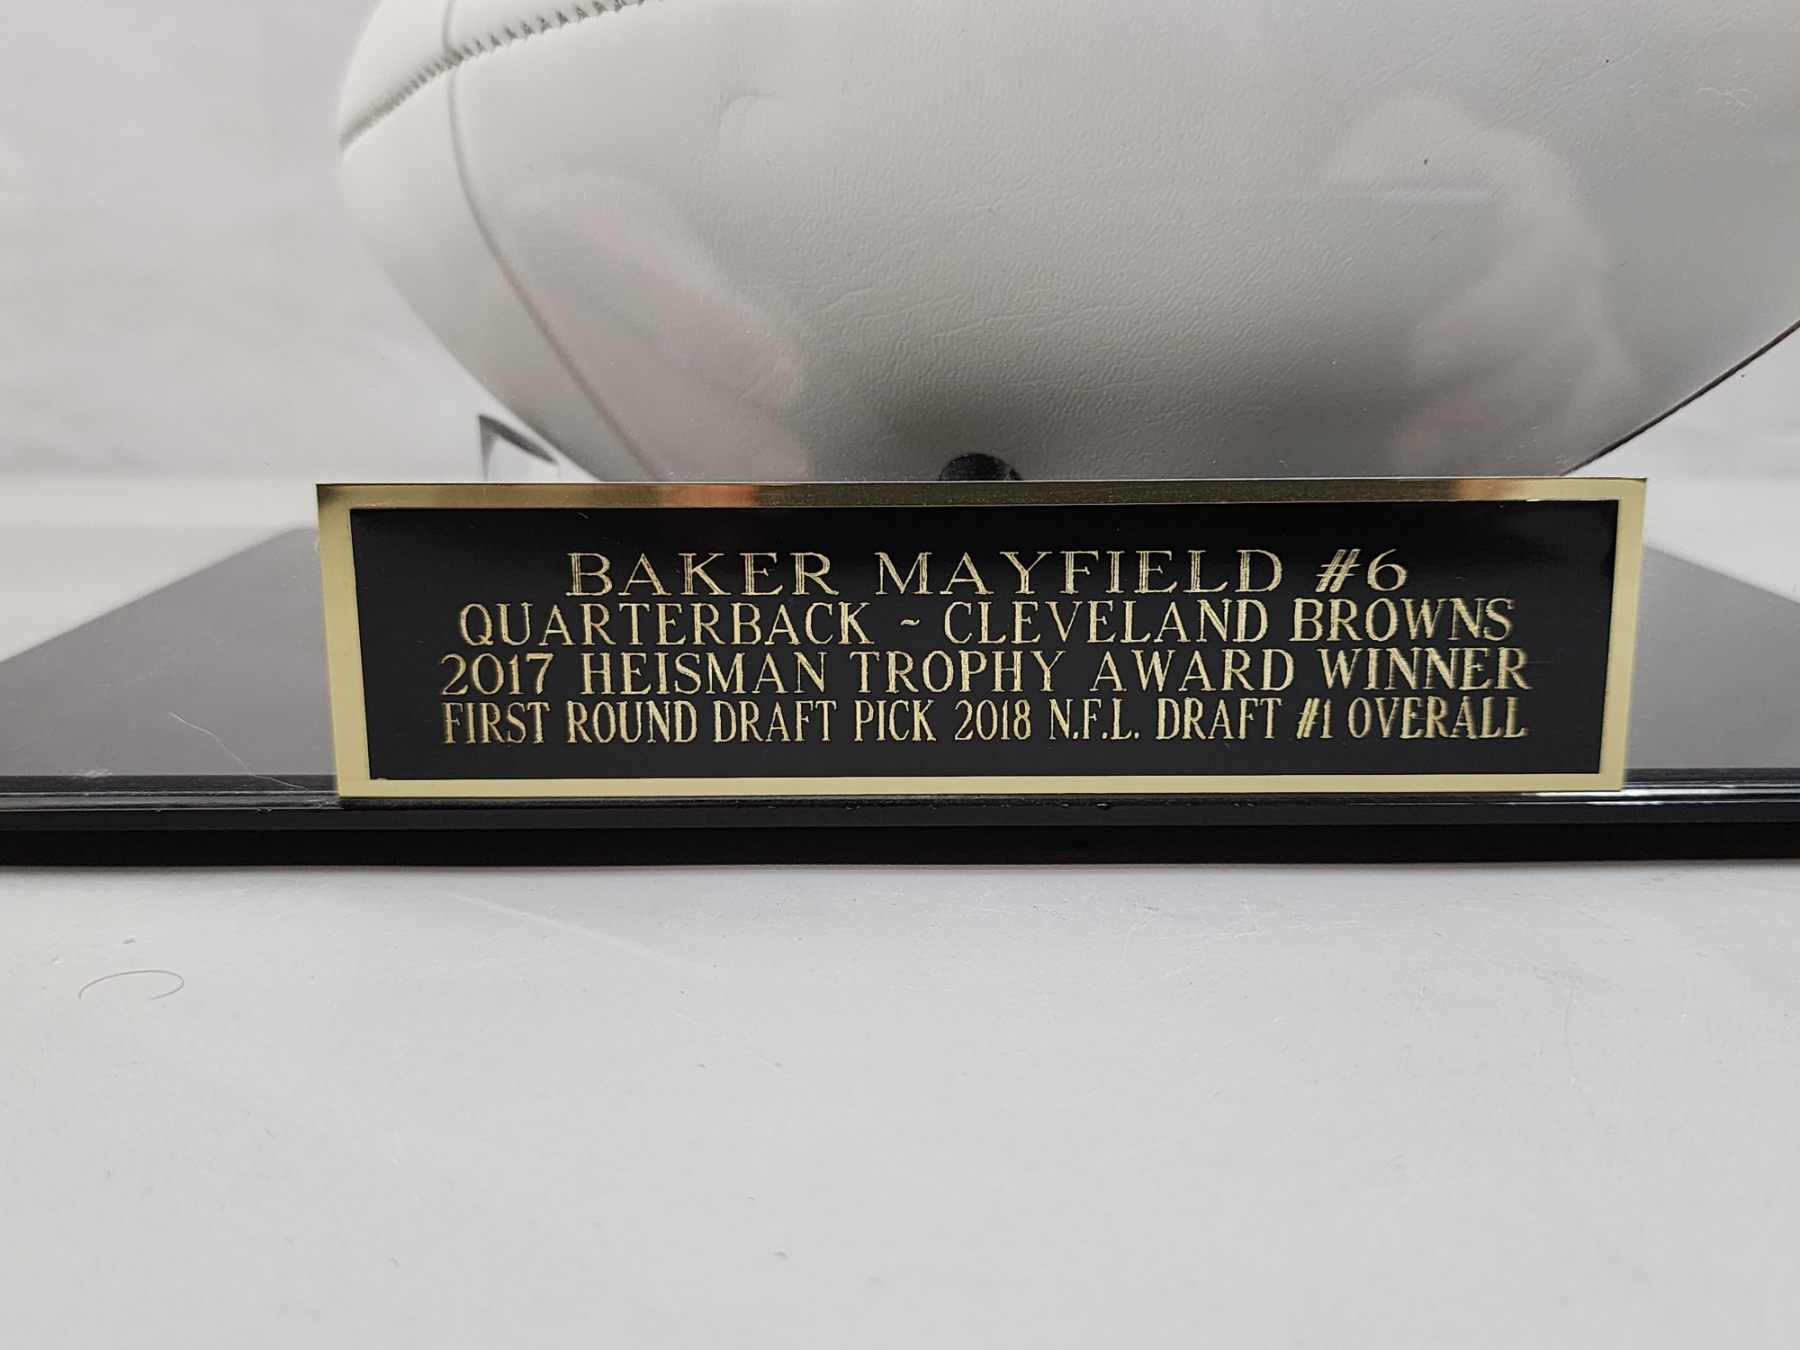 BAKER MAYFIELD #6
QUARTERBACK ~ CLEVELAND BROWNS
2017 HEISMAN TROPHY AWARD WINNER
FIRST ROUND DRAFT PICK 2018 N.F.L. DRAFT #1 OVERALL